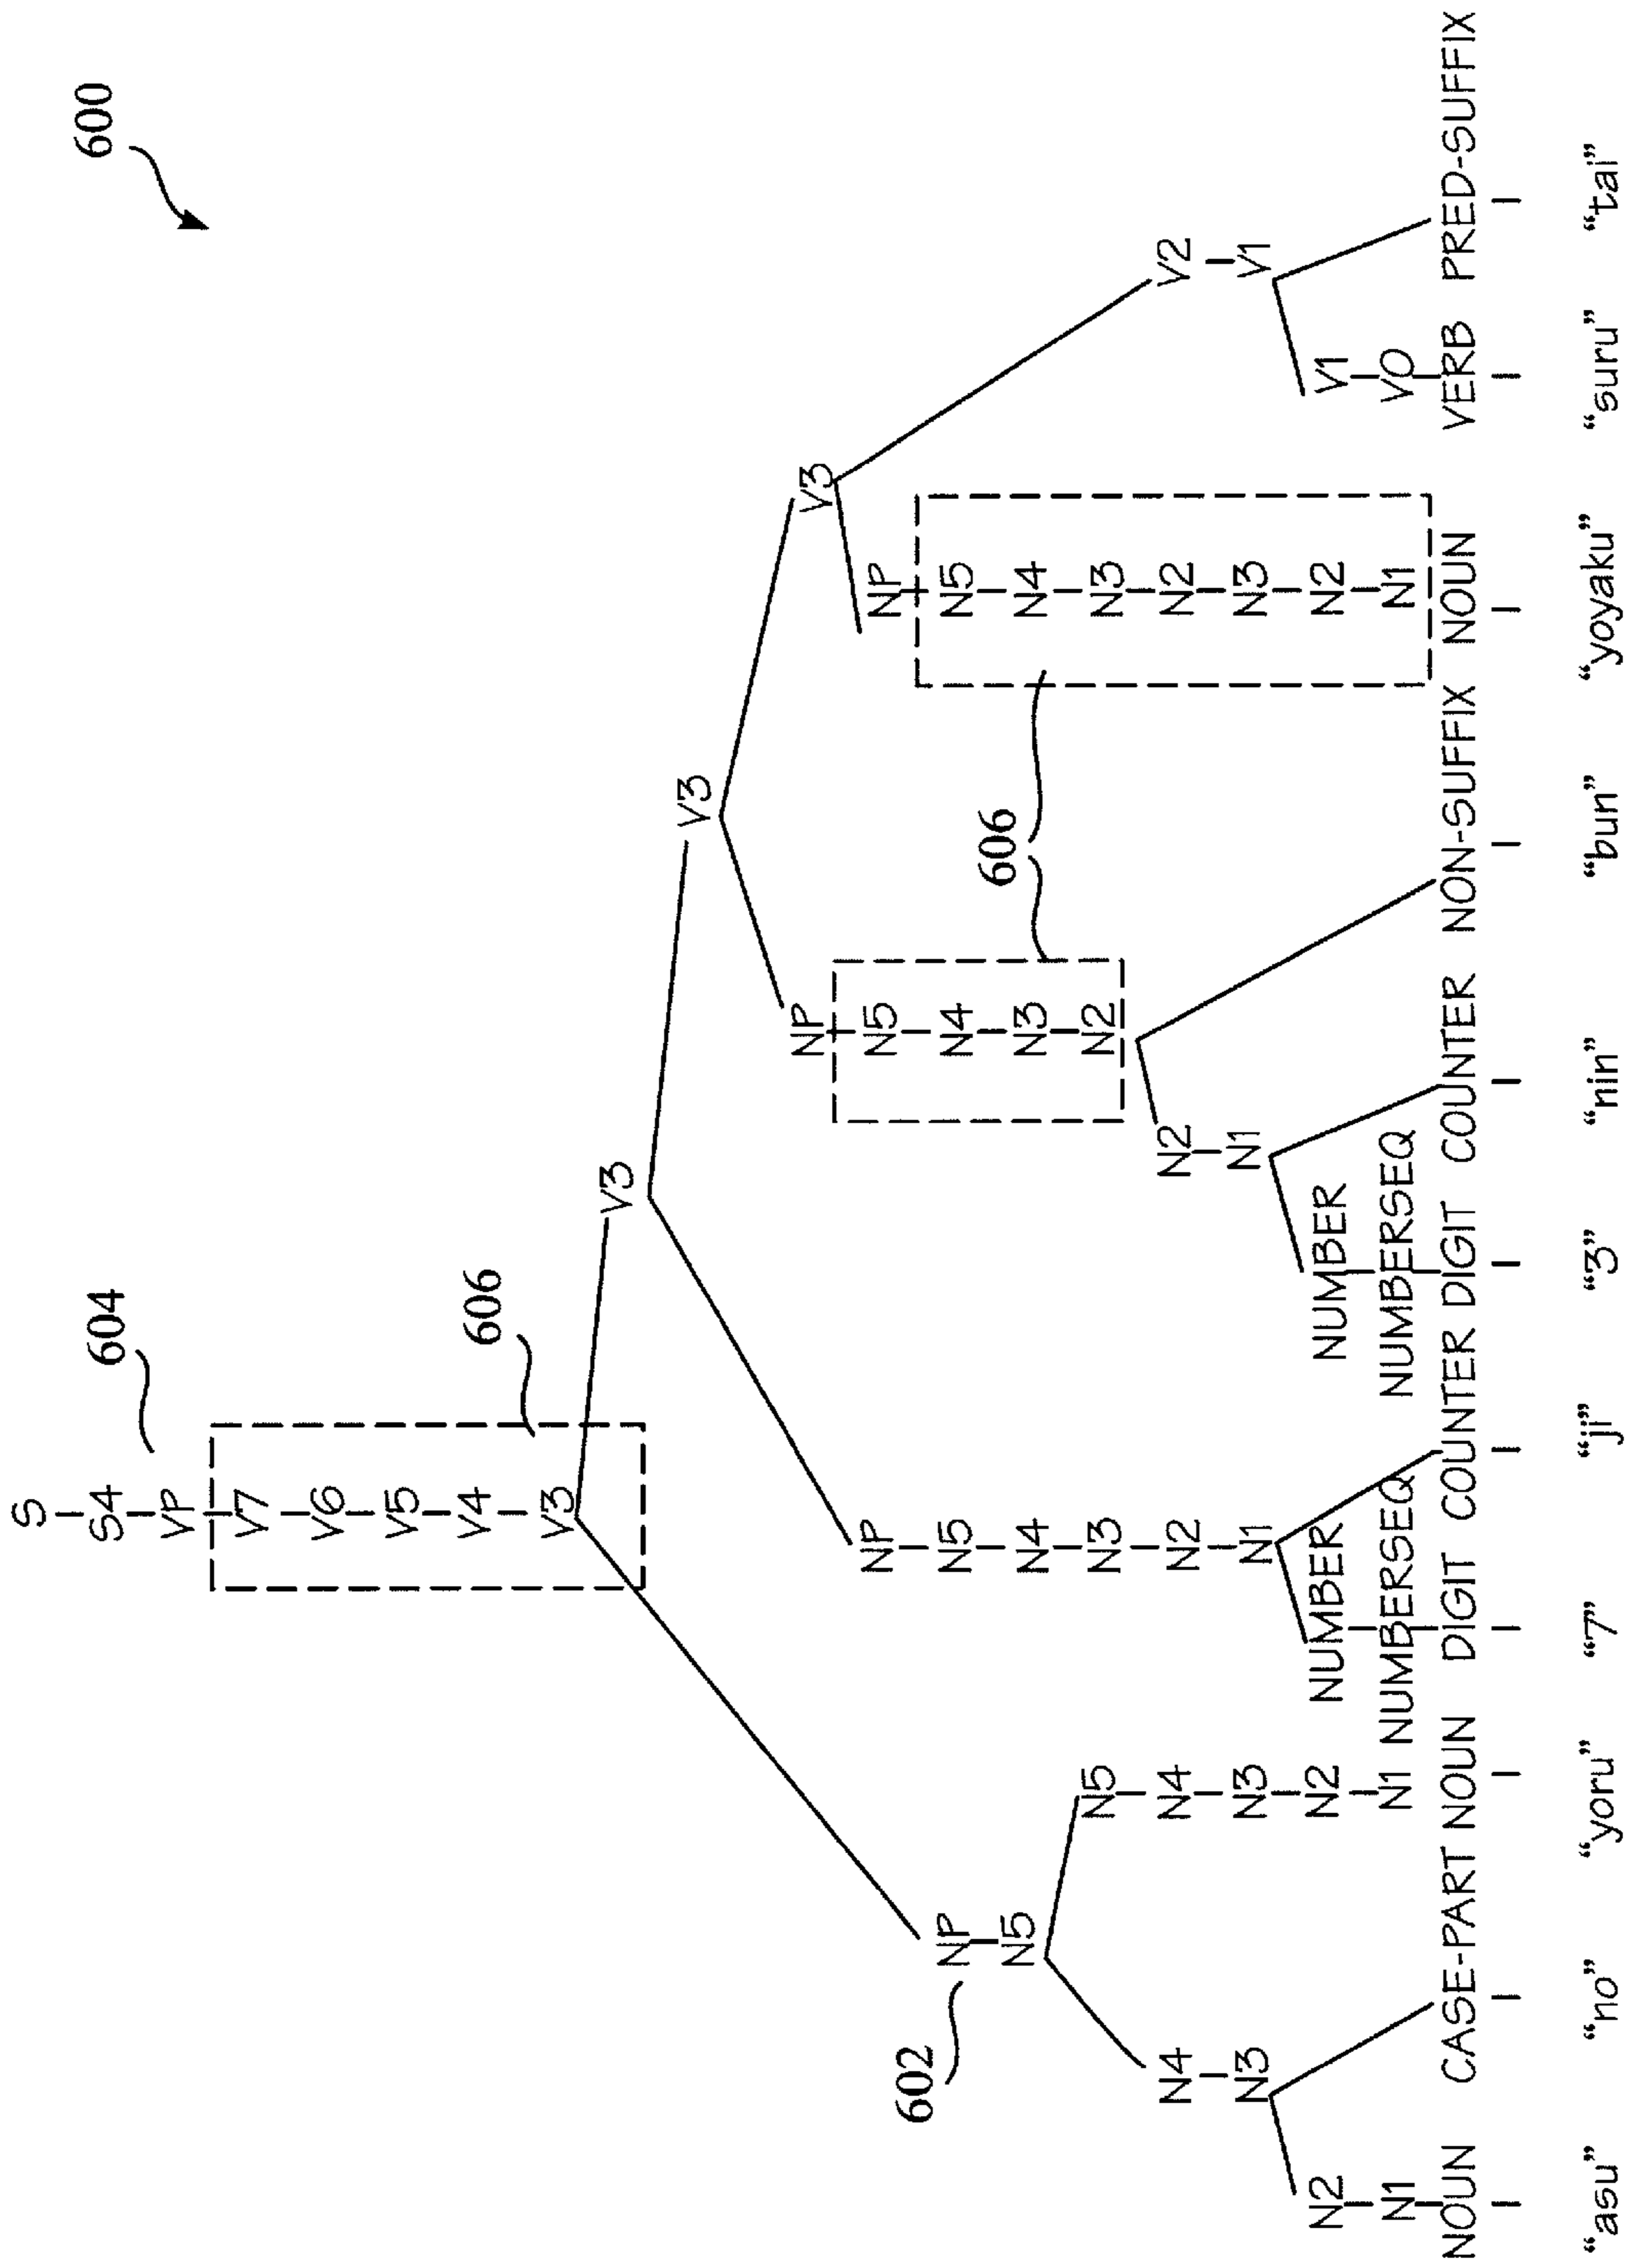 600
S
S4
604
VP
V7
606
V6
V5
V4
V3
V3
V3
V3
NP
N5
602
NP
N5
N4
N3
N2
N1
NP
N5
N4
N3
N2
606
NP
N5
N4
N3
N2
N3
N2
N1
V2
V1
N4
N3
N5
N4
N3
N2
N1
N2
N1
V1
V0
N2
N1
NUMBER
NUMBERSEQ
NUMBER
NUMBERSEQ
NOUN CASE-PART NOUN DIGIT COUNTER DIGIT COUNTER NON-SUFFIX NOUN VERB PRED-SUFFIX
“asu” “no” “yoru” “7” “ji” “3” “nin” “bun” “yoyaku” “suru” “tai”